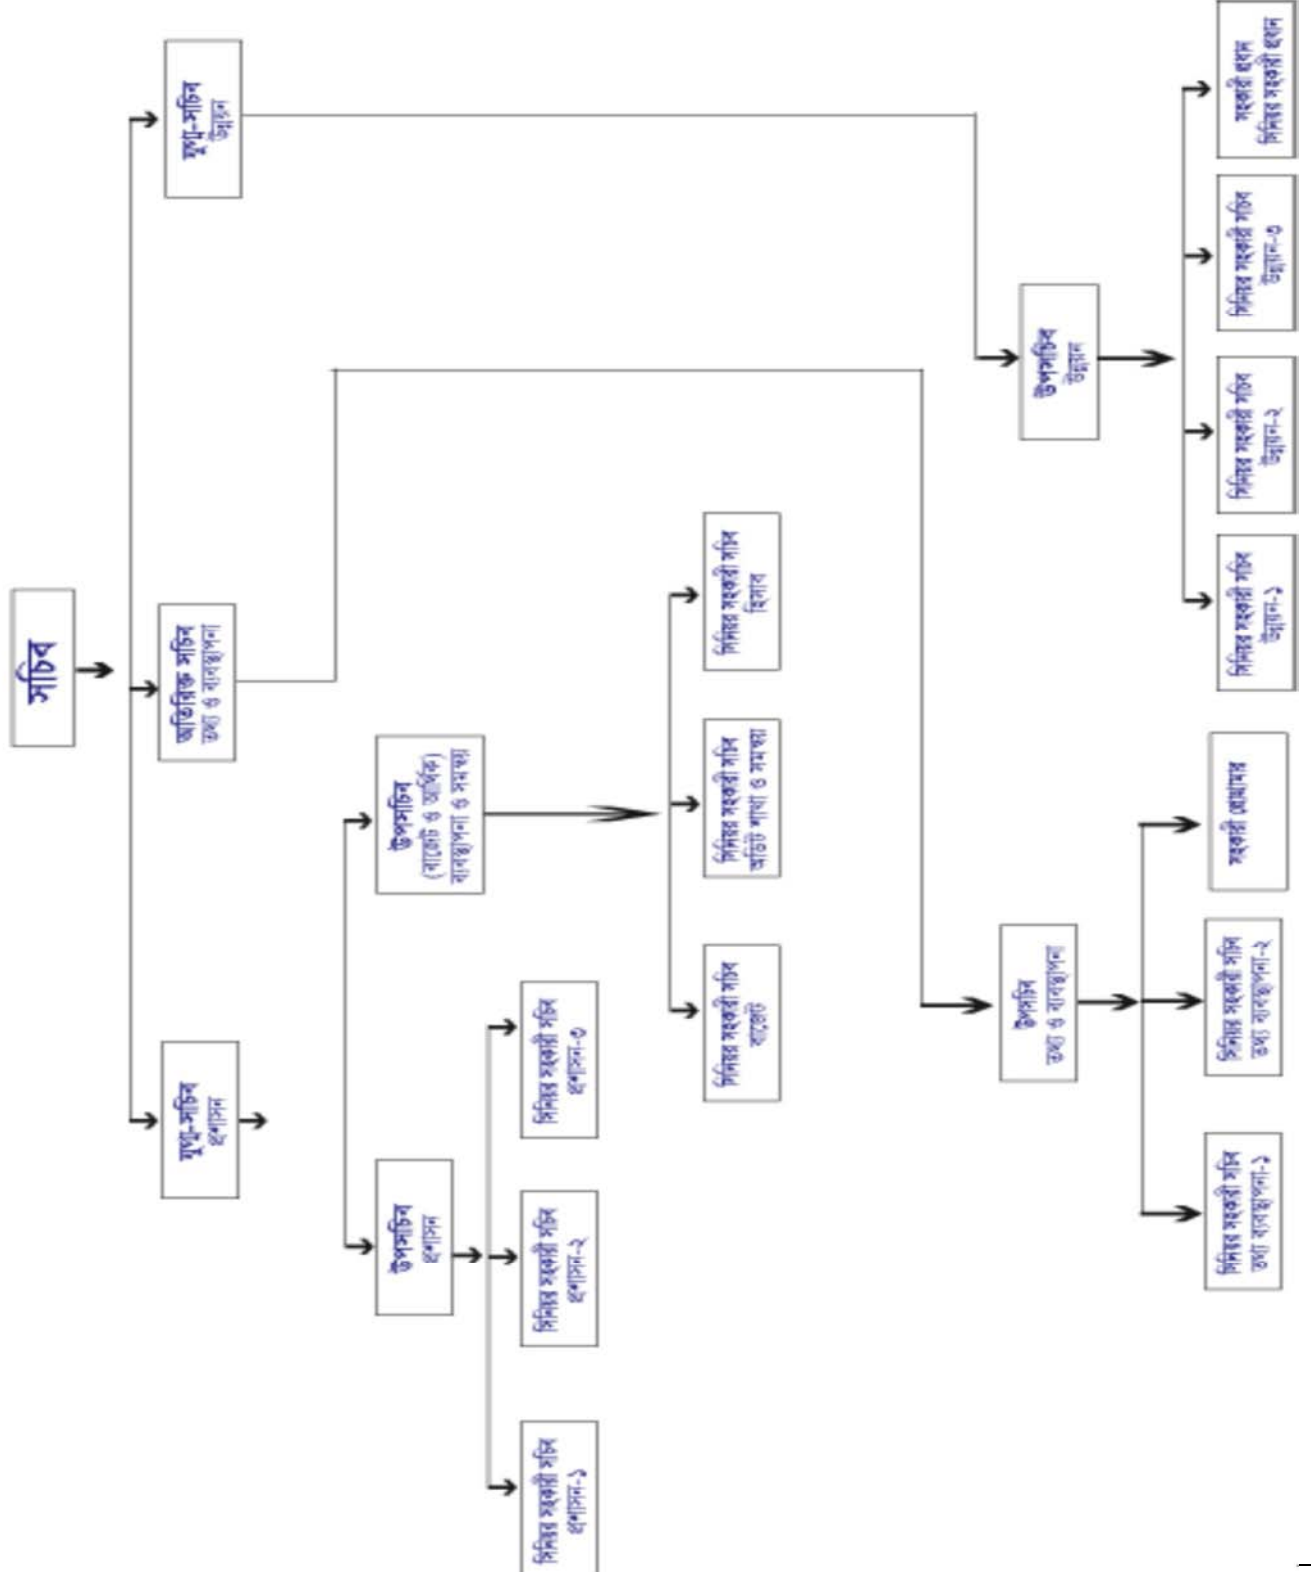 সচিব
যুগ্ম-সচিব
প্রশাসন
অতিরিক্ত সচিব
তথ্য ও ব্যবস্থাপনা
যুগ্ম-সচিব
উন্নয়ন
উপসচিব
প্রশাসন
উপসচিব
(বাজেট ও আর্থিক)
ব্যবস্থাপনা ও সমন্বয়
সিনিয়র সহকারী সচিব
প্রশাসন-১
সিনিয়র সহকারী সচিব
প্রশাসন-২
সিনিয়র সহকারী সচিব
প্রশাসন-৩
সিনিয়র সহকারী সচিব
বাজেট
সিনিয়র সহকারী সচিব
অডিট শাখা ও সমন্বয়
সিনিয়র সহকারী সচিব
হিসাব
উপসচিব
তথ্য ও ব্যবস্থাপনা
উপসচিব
উন্নয়ন
সিনিয়র সহকারী সচিব
তথ্য ব্যবস্থাপনা-১
সিনিয়র সহকারী সচিব
তথ্য ব্যবস্থাপনা-২
সহকারী প্রোগ্রামার
সিনিয়র সহকারী সচিব
উন্নয়ন-১
সিনিয়র সহকারী সচিব
উন্নয়ন-২
সিনিয়র সহকারী সচিব
উন্নয়ন-৩
সহকারী প্রধান
সিনিয়র সহকারী প্রধান